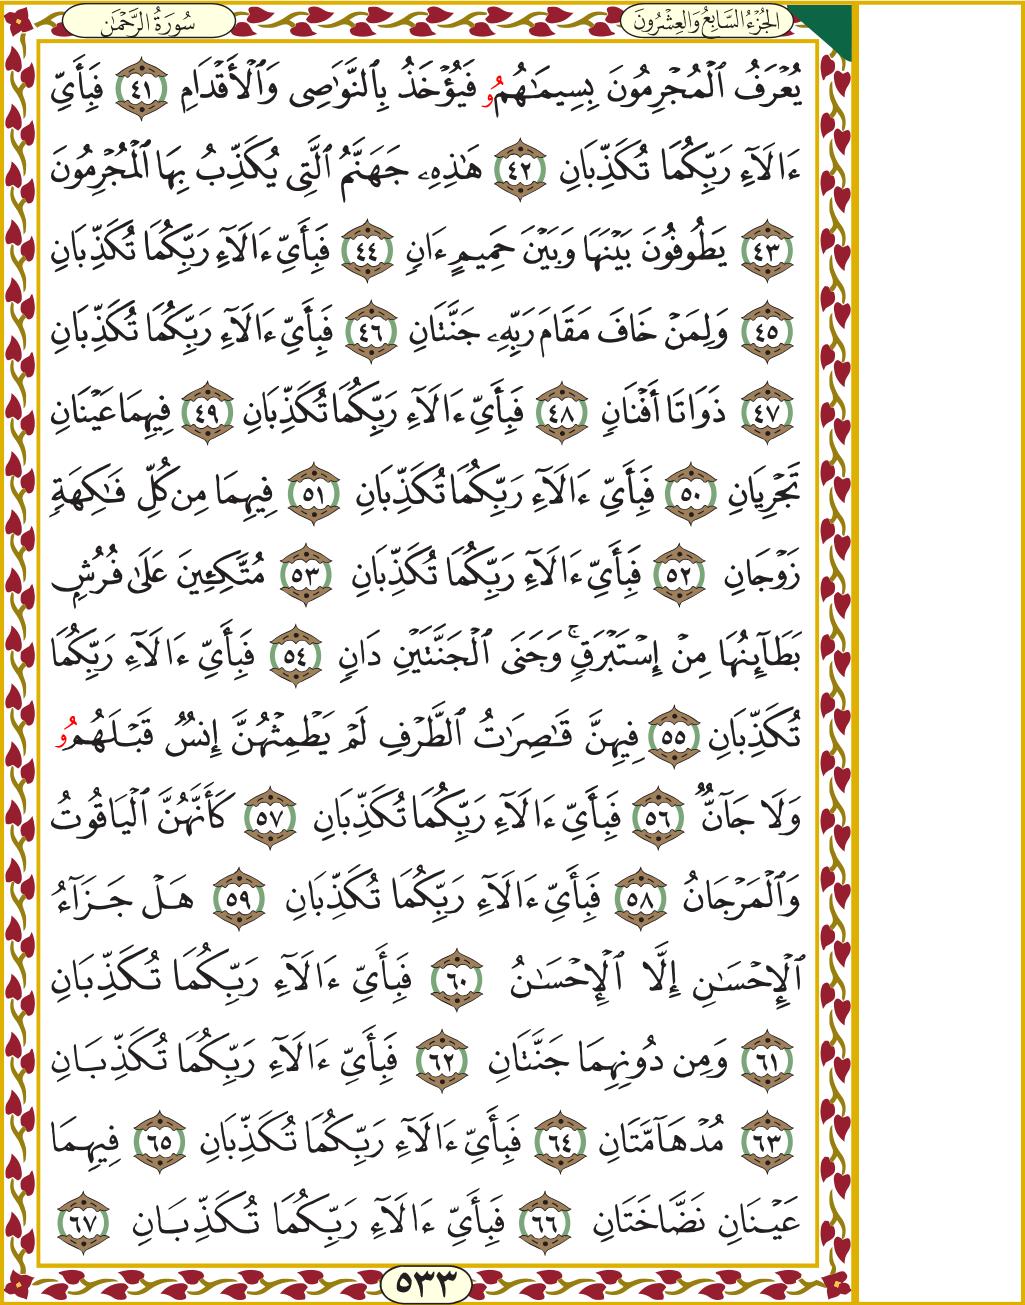 الجُزْءُ السَّابِعُ وَالعِشْرُونَ
سُورَةُ الرَّحْمَٰن
يُعْرَفُ ٱلْمُجْرِمُونَ بِسِيمَٰهُمُۥ فَيُؤْخَذُ بِٱلنَّوَٰصِى وَٱلْأَقْدَامِ ٤١ فَبِأَىِّ
ءَالَآءِ رَبِّكُمَا تُكَذِّبَانِ ٤٢ هَٰذِهِۦ جَهَنَّمُ ٱلَّتِى يُكَذِّبُ بِهَا ٱلْمُجْرِمُونَ
٤٣ يَطُوفُونَ بَيْنَهَا وَبَيْنَ حَمِيمٍ ءَانٍ ٤٤ فَبِأَىِّ ءَالَآءِ رَبِّكُمَا تُكَذِّبَانِ
٤٥ وَلِمَنْ خَافَ مَقَامَ رَبِّهِۦ جَنَّتَانِ ٤٦ فَبِأَىِّ ءَالَآءِ رَبِّكُمَا تُكَذِّبَانِ
٤٧ ذَوَاتَا أَفْنَانٍ ٤٨ فَبِأَىِّ ءَالَآءِ رَبِّكُمَا تُكَذِّبَانِ ٤٩ فِيهِمَا عَيْنَانِ
تَجْرِيَانِ ٥٠ فَبِأَىِّ ءَالَآءِ رَبِّكُمَا تُكَذِّبَانِ ٥١ فِيهِمَا مِن كُلِّ فَٰكِهَةٍ
زَوْجَانِ ٥٢ فَبِأَىِّ ءَالَآءِ رَبِّكُمَا تُكَذِّبَانِ ٥٣ مُتَّكِـِٔينَ عَلَىٰ فُرُشٍ
بَطَآئِنُهَا مِنْ إِسْتَبْرَقٍ ۚ وَجَنَى ٱلْجَنَّتَيْنِ دَانٍ ٥٤ فَبِأَىِّ ءَالَآءِ رَبِّكُمَا
تُكَذِّبَانِ ٥٥ فِيهِنَّ قَٰصِرَٰتُ ٱلطَّرْفِ لَمْ يَطْمِثْهُنَّ إِنسٌ قَبْلَهُمُۥ
وَلَا جَآنٌّ ٥٦ فَبِأَىِّ ءَالَآءِ رَبِّكُمَا تُكَذِّبَانِ ٥٧ كَأَنَّهُنَّ ٱلْيَاقُوتُ
وَٱلْمَرْجَانُ ٥٨ فَبِأَىِّ ءَالَآءِ رَبِّكُمَا تُكَذِّبَانِ ٥٩ هَلْ جَزَآءُ
ٱلْإِحْسَٰنِ إِلَّا ٱلْإِحْسَٰنُ ٦٠ فَبِأَىِّ ءَالَآءِ رَبِّكُمَا تُكَذِّبَانِ
٦١ وَمِن دُونِهِمَا جَنَّتَانِ ٦٢ فَبِأَىِّ ءَالَآءِ رَبِّكُمَا تُكَذِّبَانِ
٦٣ مُدْهَآمَّتَانِ ٦٤ فَبِأَىِّ ءَالَآءِ رَبِّكُمَا تُكَذِّبَانِ ٦٥ فِيهِمَا
عَيْنَانِ نَضَّاخَتَانِ ٦٦ فَبِأَىِّ ءَالَآءِ رَبِّكُمَا تُكَذِّبَانِ ٦٧
٥٣٣